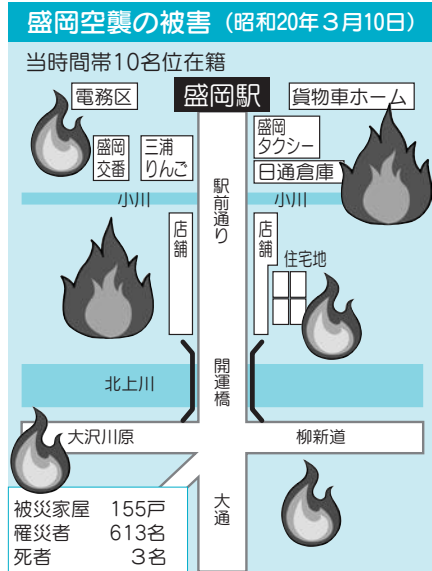 盛岡空襲の被害（昭和20年３月10日）
当時間帯10名位在籍
電務区
盛岡駅
貨物車ホーム
盛岡
交番
三浦
りんご
盛岡
タクシー
日通倉庫
小川
駅前通り
小川
店舗
店舗
住宅地
北上川
開運橋
大沢川原
柳新道
大通
被災家屋　155戸
罹災者　613名
死者　３名